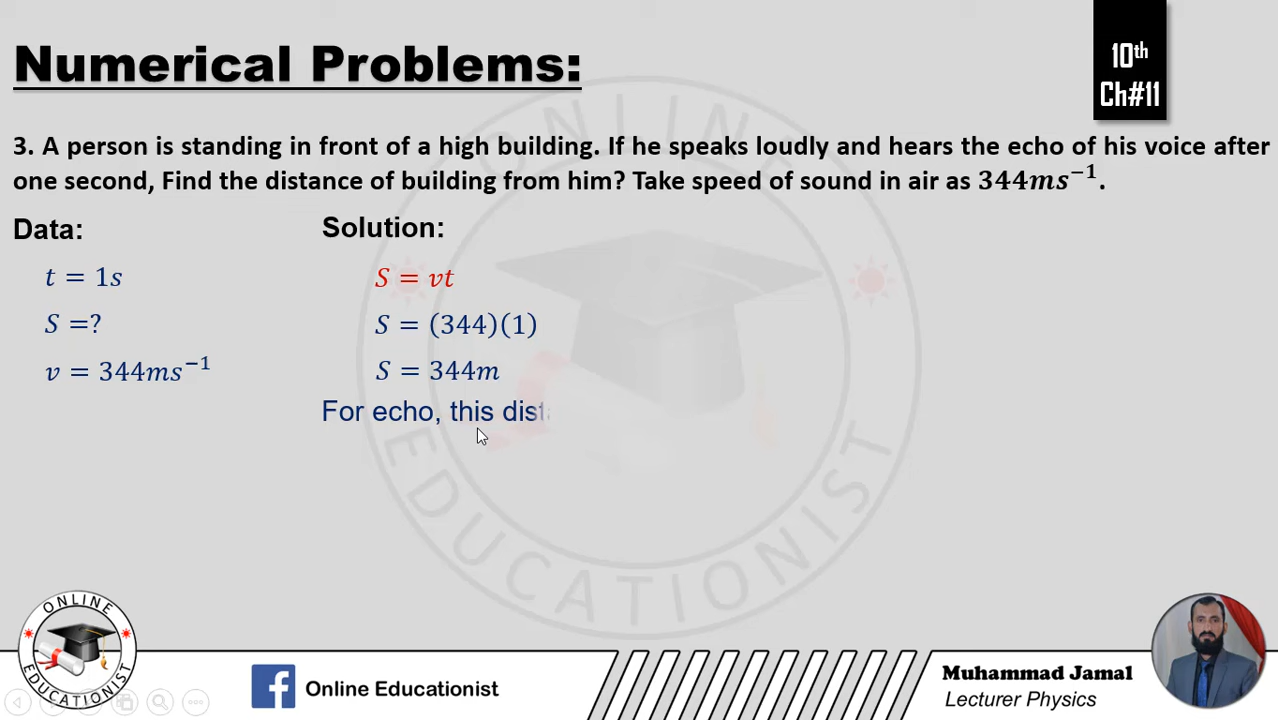 Numerical Problems:
10th
Ch#11
3. A person is standing in front of a high building. If he speaks loudly and hears the echo of his voice after
one second, Find the distance of building from him? Take speed of sound in air as 344ms⁻¹.
Data:
t = 1s
S =?
v = 344ms⁻¹
Solution:
S = vt
S = (344)(1)
S = 344m
For echo, this dist
ONLINE
EDUCATIONIST
ONLINE
EDUCATIONIST
Online Educationist
Muhammad Jamal
Lecturer Physics